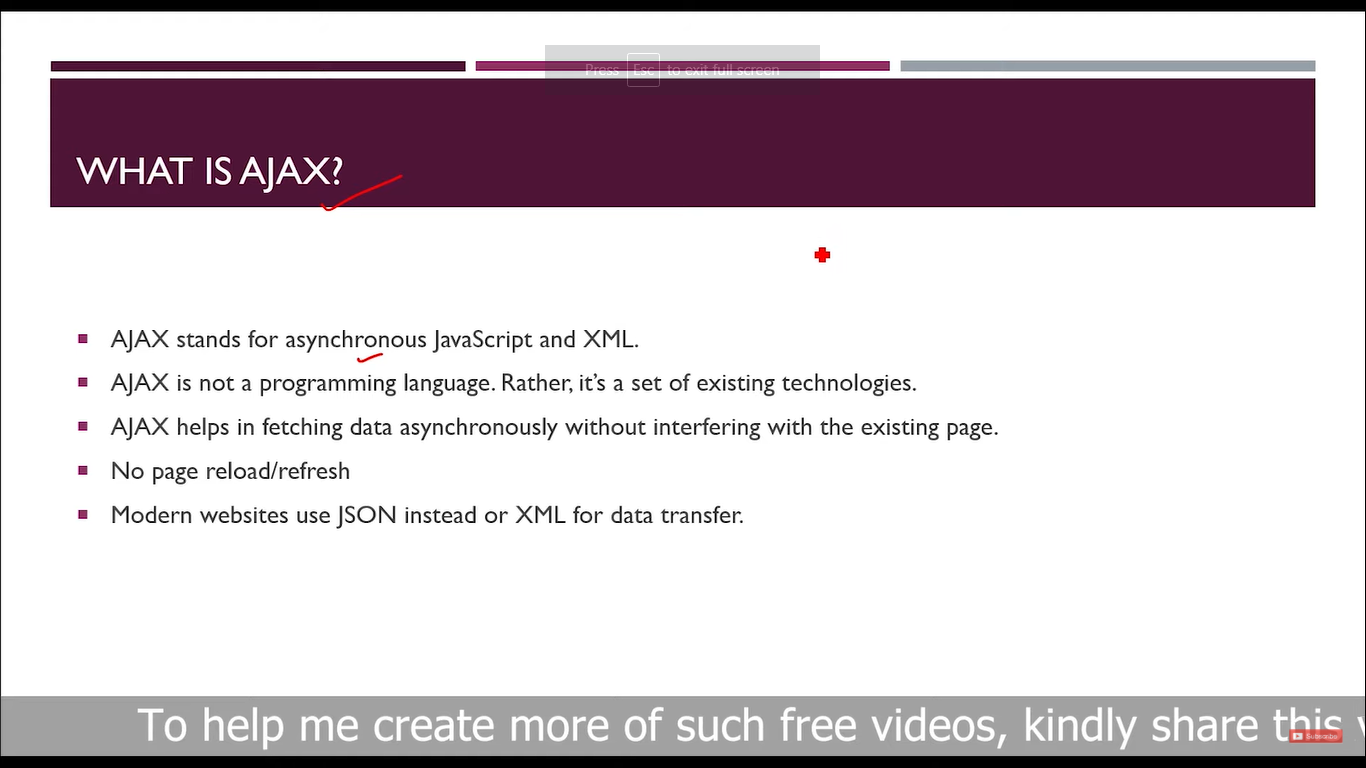 Press Esc to exit full screen
WHAT IS AJAX?
AJAX stands for asynchronous JavaScript and XML.
AJAX is not a programming language. Rather, it's a set of existing technologies.
AJAX helps in fetching data asynchronously without interfering with the existing page.
No page reload/refresh
Modern websites use JSON instead or XML for data transfer.
To help me create more of such free videos, kindly share this
Subscribe